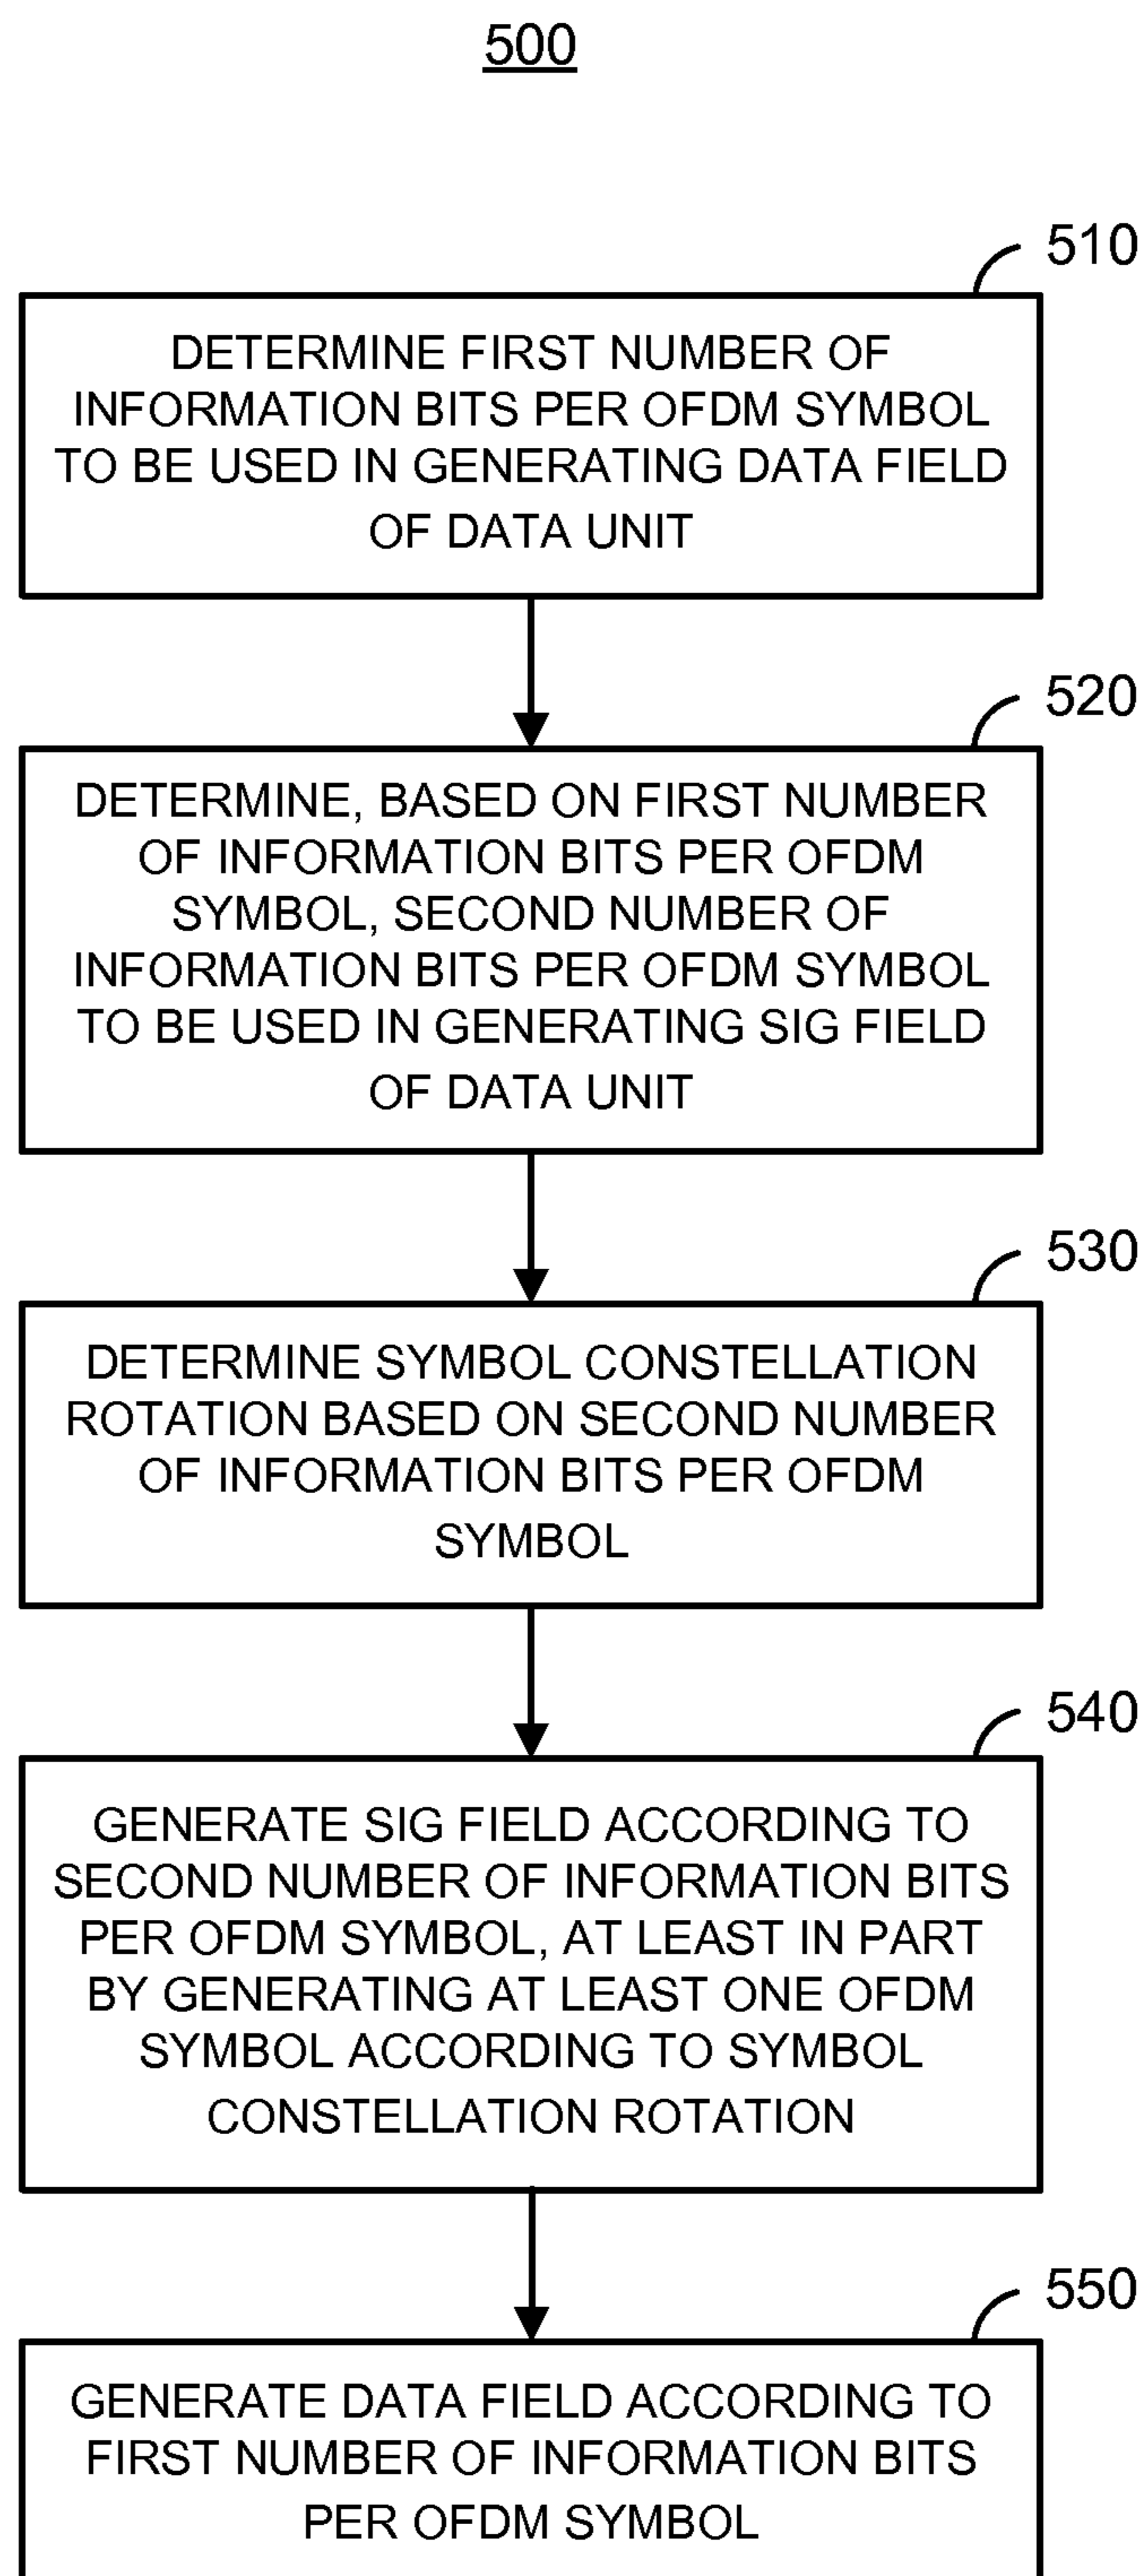 500
510
DETERMINE FIRST NUMBER OF
INFORMATION BITS PER OFDM SYMBOL
TO BE USED IN GENERATING DATA FIELD
OF DATA UNIT
520
DETERMINE, BASED ON FIRST NUMBER
OF INFORMATION BITS PER OFDM
SYMBOL, SECOND NUMBER OF
INFORMATION BITS PER OFDM SYMBOL
TO BE USED IN GENERATING SIG FIELD
OF DATA UNIT
530
DETERMINE SYMBOL CONSTELLATION
ROTATION BASED ON SECOND NUMBER
OF INFORMATION BITS PER OFDM
SYMBOL
540
GENERATE SIG FIELD ACCORDING TO
SECOND NUMBER OF INFORMATION BITS
PER OFDM SYMBOL, AT LEAST IN PART
BY GENERATING AT LEAST ONE OFDM
SYMBOL ACCORDING TO SYMBOL
CONSTELLATION ROTATION
550
GENERATE DATA FIELD ACCORDING TO
FIRST NUMBER OF INFORMATION BITS
PER OFDM SYMBOL